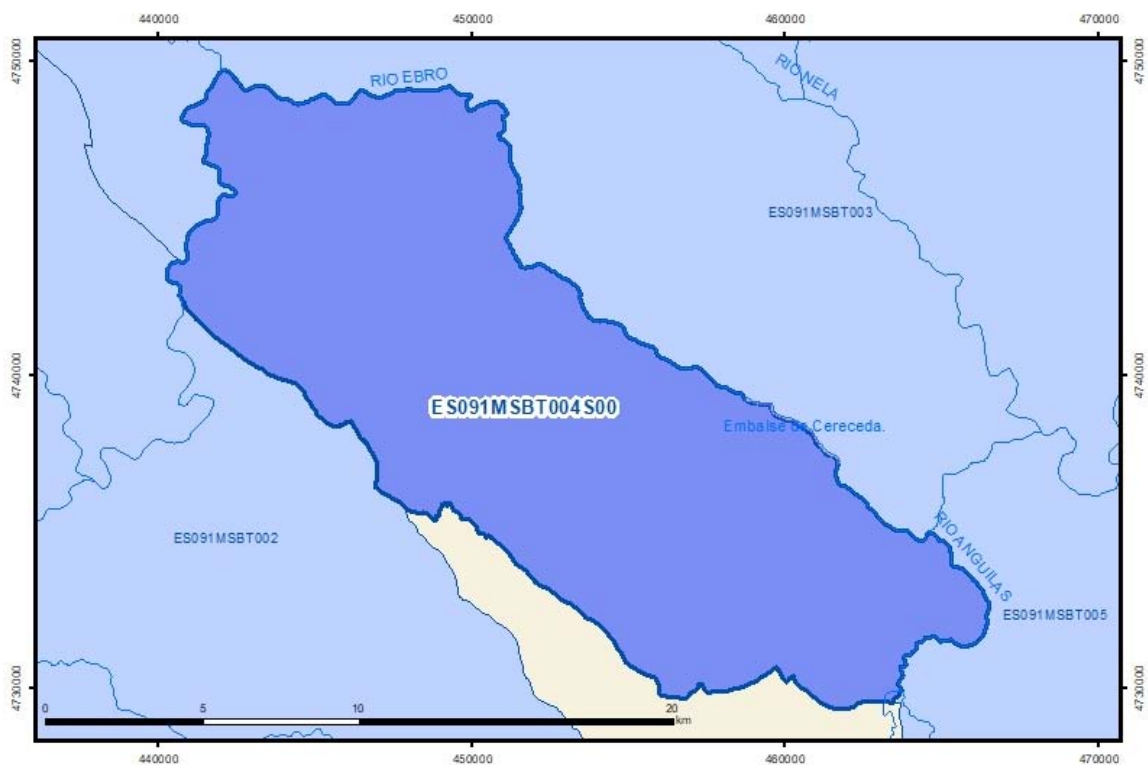 440000 450000 460000 470000
4750000 4750000
RIO EBRO
RIO NELA
ES091MSBT003
4740000 4740000
ES091MSBT004S00
Embalse de Cereceda.
RIO ANGUILAS
ES091MSBT002
ES091MSBT005
4730000 4730000
0 5 10 20
km
440000 450000 460000 470000